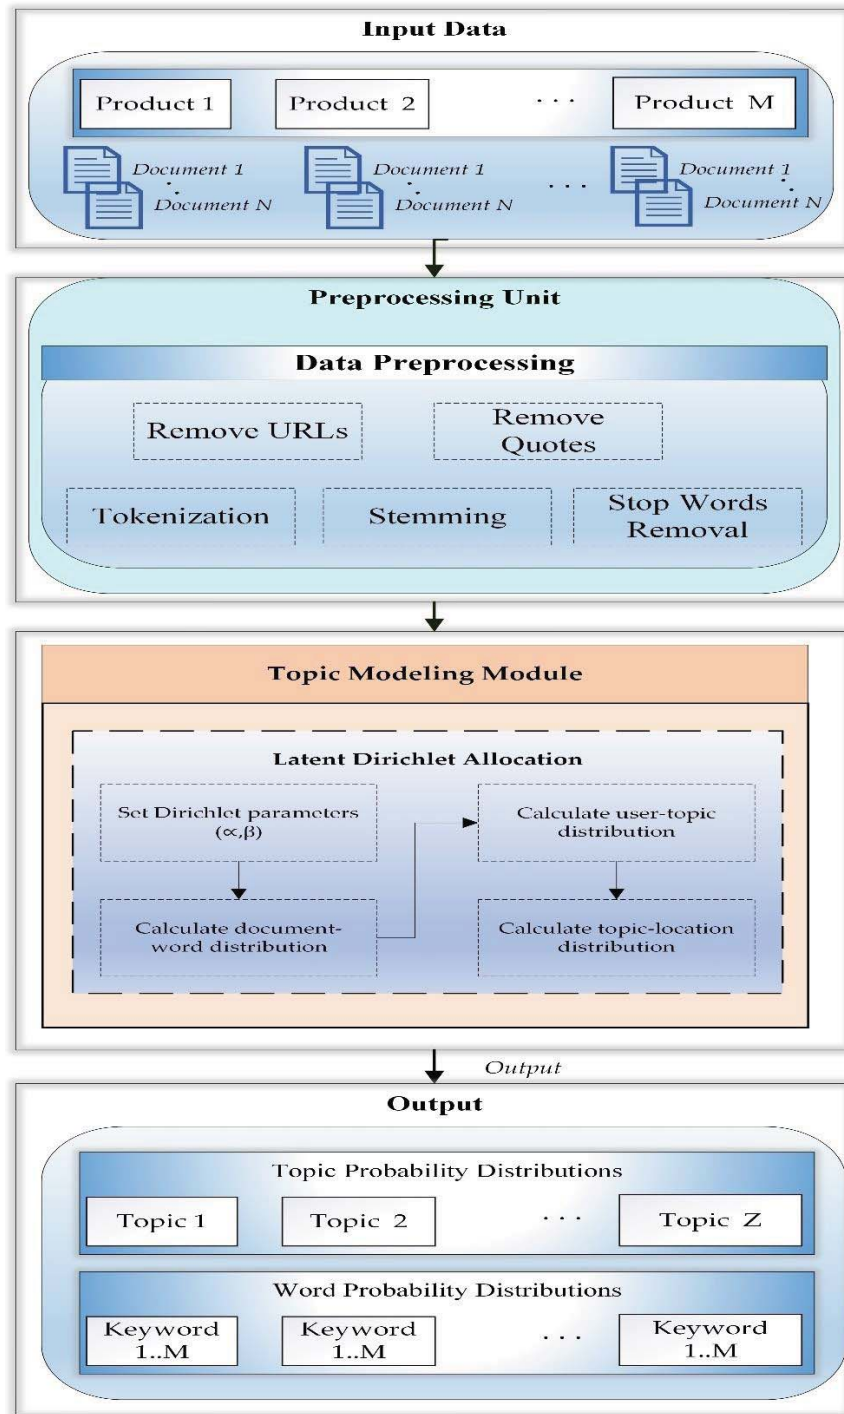 Input Data
Product 1
Product 2
. . .
Product M
Document 1
Document N
Document 1
Document N
. . .
Document 1
Document N
Preprocessing Unit
Data Preprocessing
Remove URLs
Remove
Quotes
Tokenization
Stemming
Stop Words
Removal
Topic Modeling Module
Latent Dirichlet Allocation
Set Dirichlet parameters
(∝,β)
Calculate user-topic
distribution
Calculate document-
word distribution
Calculate topic-location
distribution
Output
Output
Topic Probability Distributions
Topic 1
Topic 2
. . .
Topic Z
Word Probability Distributions
Keyword
1..M
Keyword
1..M
. . .
Keyword
1..M